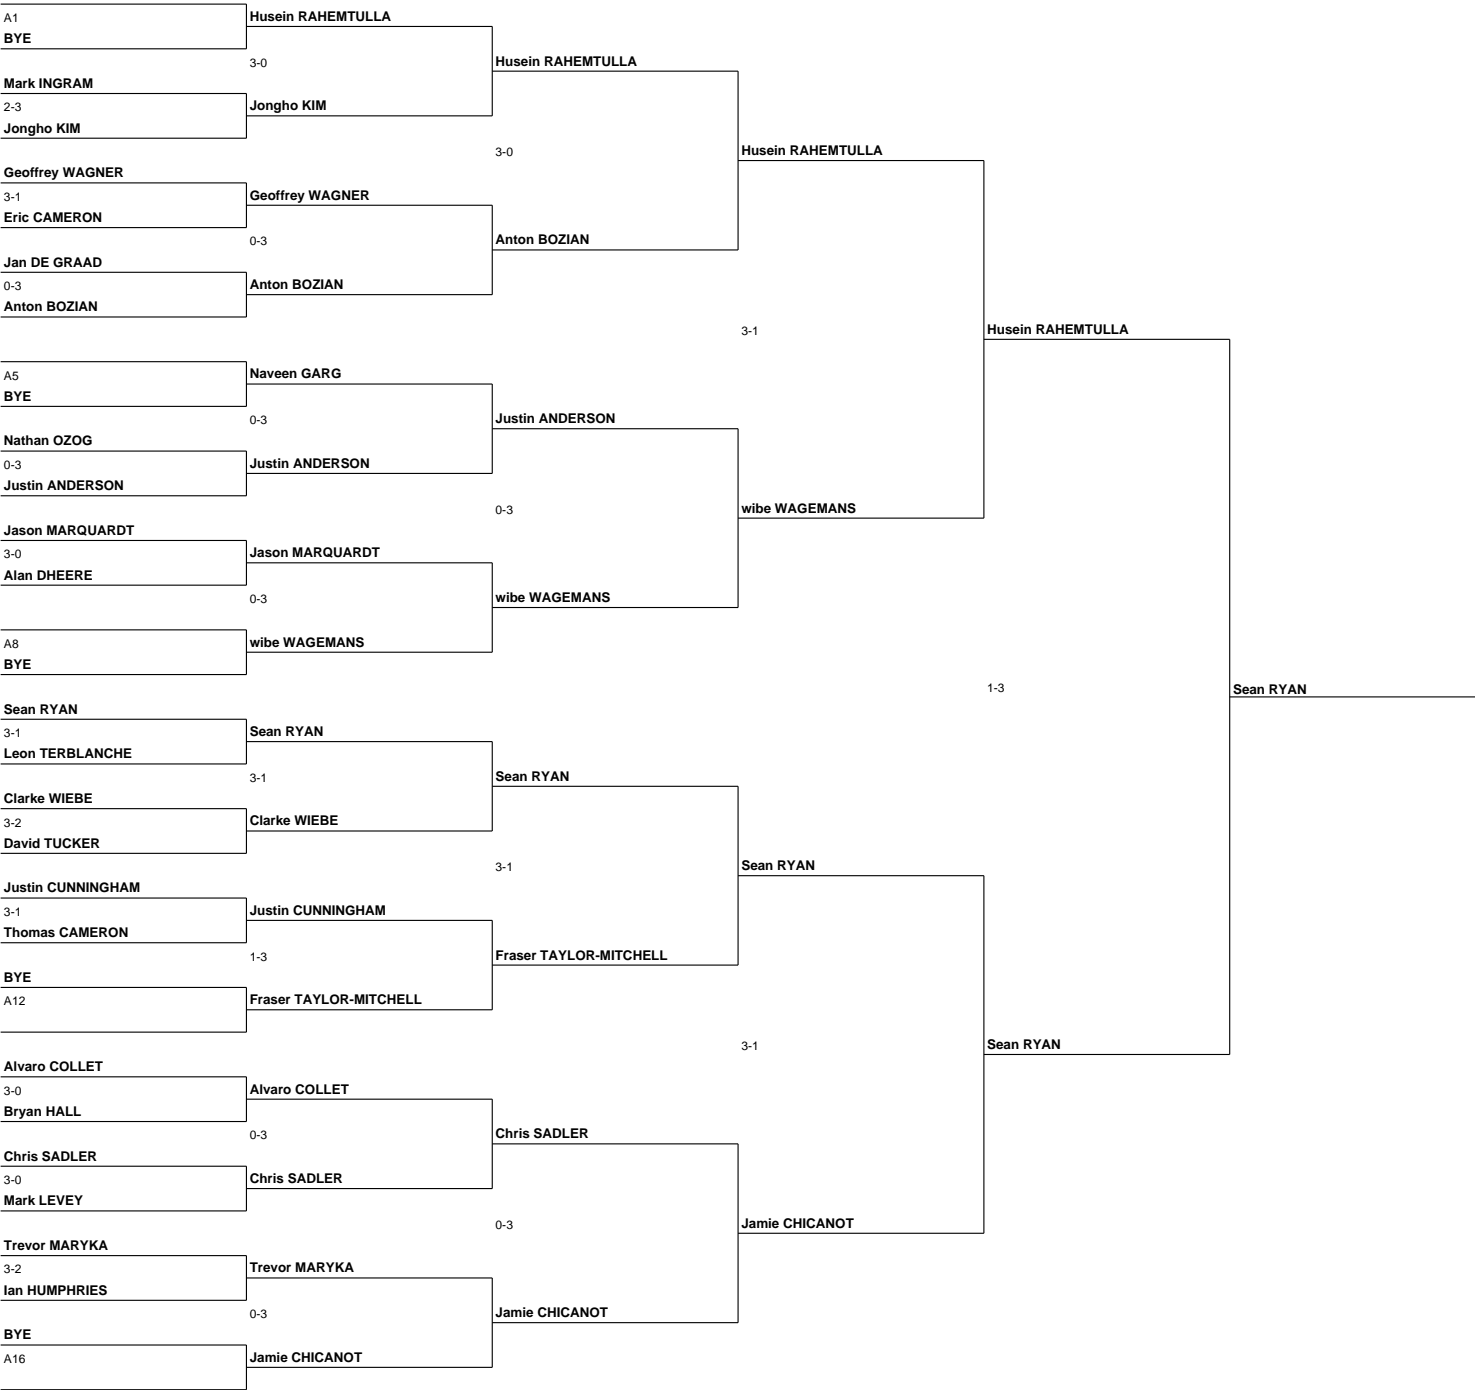 A1
BYE
Husein RAHEMTULLA
3-0
Husein RAHEMTULLA
Mark INGRAM
2-3
Jongho KIM
Jongho KIM
3-0
Husein RAHEMTULLA
Geoffrey WAGNER
3-1
Eric CAMERON
Geoffrey WAGNER
0-3
Anton BOZIAN
Jan DE GRAAD
0-3
Anton BOZIAN
Anton BOZIAN
3-1
Husein RAHEMTULLA
A5
BYE
Naveen GARG
0-3
Justin ANDERSON
Nathan OZOG
0-3
Justin ANDERSON
Justin ANDERSON
0-3
wibe WAGEMANS
Jason MARQUARDT
3-0
Alan DHEERE
Jason MARQUARDT
0-3
wibe WAGEMANS
A8
BYE
wibe WAGEMANS
1-3
Sean RYAN
Sean RYAN
3-1
Leon TERBLANCHE
Sean RYAN
3-1
Sean RYAN
Clarke WIEBE
3-2
David TUCKER
Clarke WIEBE
3-1
Sean RYAN
Justin CUNNINGHAM
3-1
Thomas CAMERON
Justin CUNNINGHAM
1-3
Fraser TAYLOR-MITCHELL
BYE
A12
Fraser TAYLOR-MITCHELL
3-1
Sean RYAN
Alvaro COLLET
3-0
Bryan HALL
Alvaro COLLET
0-3
Chris SADLER
Chris SADLER
3-0
Mark LEVEY
Chris SADLER
0-3
Jamie CHICANOT
Trevor MARYKA
3-2
Ian HUMPHRIES
Trevor MARYKA
0-3
Jamie CHICANOT
BYE
A16
Jamie CHICANOT